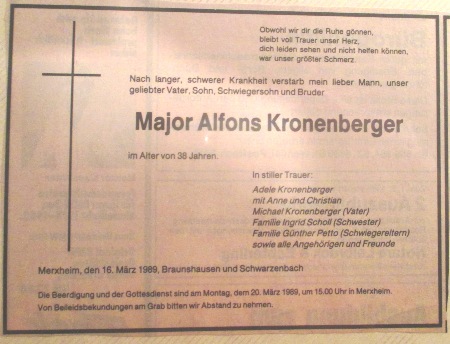 Obwohl wir dir die Ruhe gönnen,
bleibt voll Trauer unser Herz,
dich leiden sehen und nicht helfen können,
war unser größter Schmerz.
Nach langer, schwerer Krankheit verstarb mein lieber Mann, unser
geliebter Vater, Sohn, Schwiegersohn und Bruder
Major Alfons Kronenberger
im Alter von 38 Jahren.
In stiller Trauer:
Adele Kronenberger
mit Anne und Christian
Michael Kronenberger (Vater)
Familie Ingrid Scholl (Schwester)
Familie Günther Petto (Schwiegereltern)
sowie alle Angehörigen und Freunde
Merxheim, den 16. März 1989, Braunshausen und Schwarzenbach
Die Beerdigung und der Gottesdienst sind am Montag, dem 20. März 1989, um 15.00 Uhr in Merxheim.
Von Beileidsbekundungen am Grab bitten wir Abstand zu nehmen.